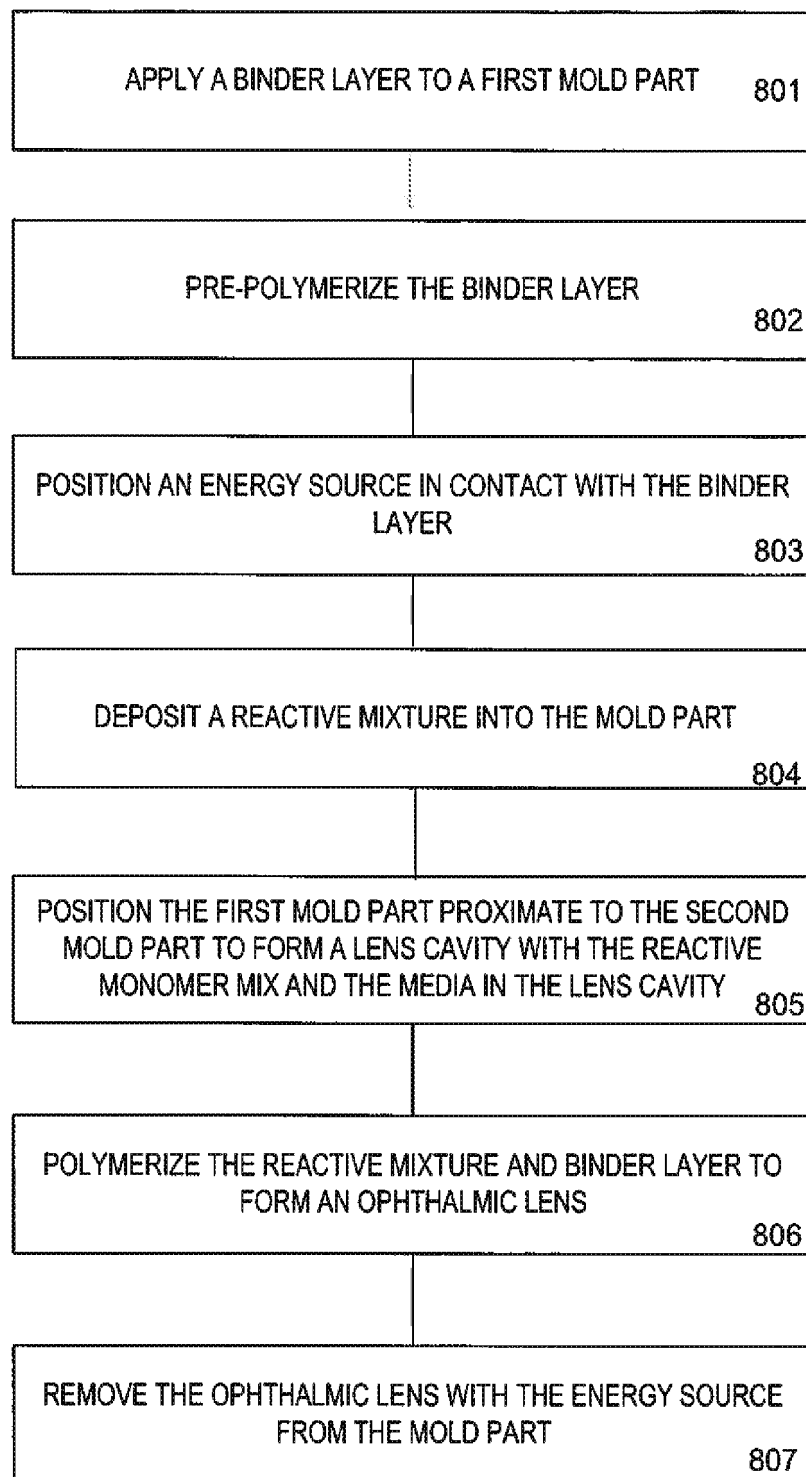 APPLY A BINDER LAYER TO A FIRST MOLD PART 801
PRE-POLYMERIZE THE BINDER LAYER
802
POSITION AN ENERGY SOURCE IN CONTACT WITH THE BINDER
LAYER
803
DEPOSIT A REACTIVE MIXTURE INTO THE MOLD PART
804
POSITION THE FIRST MOLD PART PROXIMATE TO THE SECOND
MOLD PART TO FORM A LENS CAVITY WITH THE REACTIVE
MONOMER MIX AND THE MEDIA IN THE LENS CAVITY 805
POLYMERIZE THE REACTIVE MIXTURE AND BINDER LAYER TO
FORM AN OPHTHALMIC LENS
806
REMOVE THE OPHTHALMIC LENS WITH THE ENERGY SOURCE
FROM THE MOLD PART
807